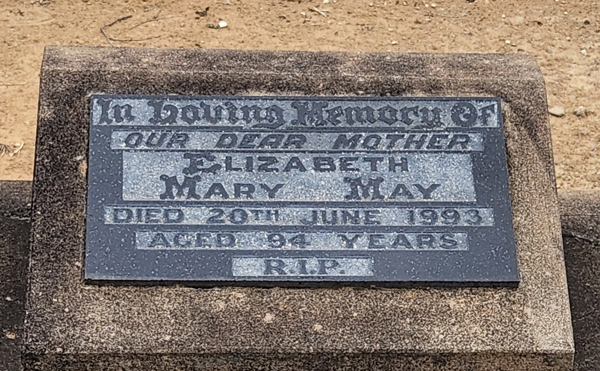 In Loving Memory Of
OUR DEAR MOTHER
ELIZABETH
MARY MAY
DIED 20TH JUNE 1993
AGED 94 YEARS
R.I.P.